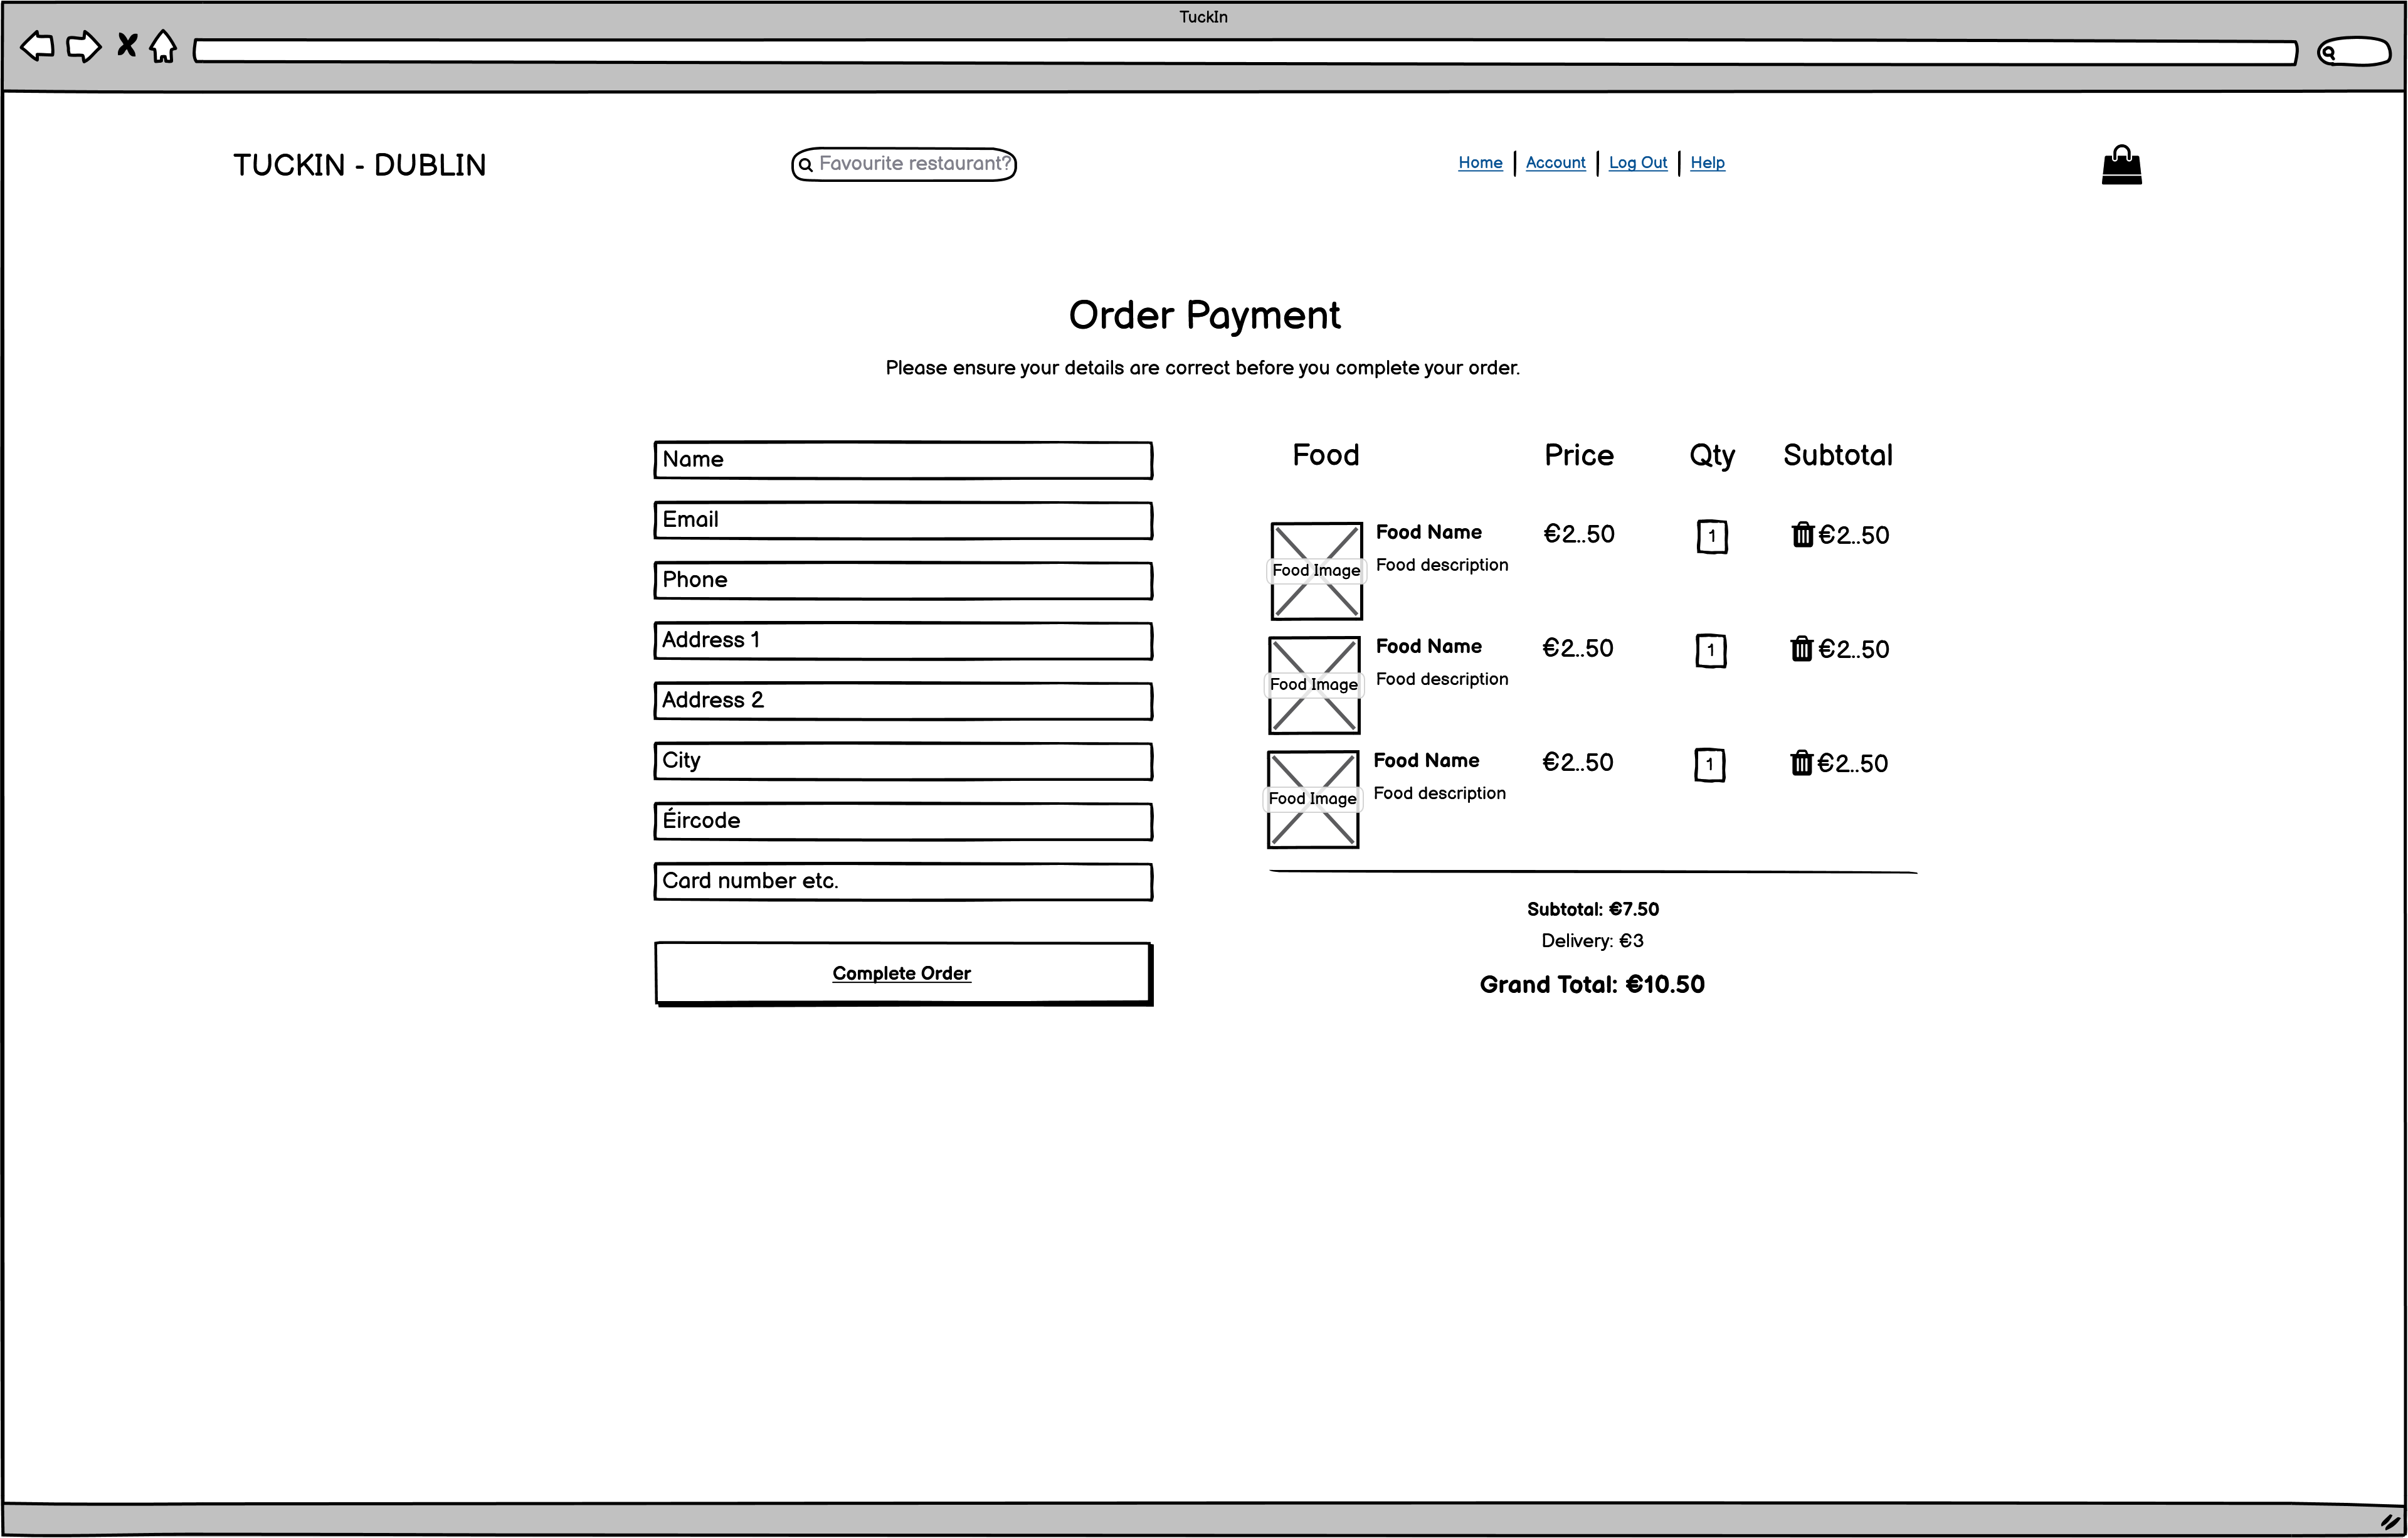 TuckIn
TUCKIN - DUBLIN
Favourite restaurant?
Home Account Log Out Help
Order Payment
Please ensure your details are correct before you complete your order.
Name
Email
Phone
Address 1
Address 2
City
Éircode
Card number etc.
Complete Order
Food Price Qty Subtotal
Food Image
Food Name €2..50 1 €2..50
Food description
Food Image
Food Name €2..50 1 €2..50
Food description
Food Image
Food Name €2..50 1 €2..50
Food description
Subtotal: €7.50
Delivery: €3
Grand Total: €10.50